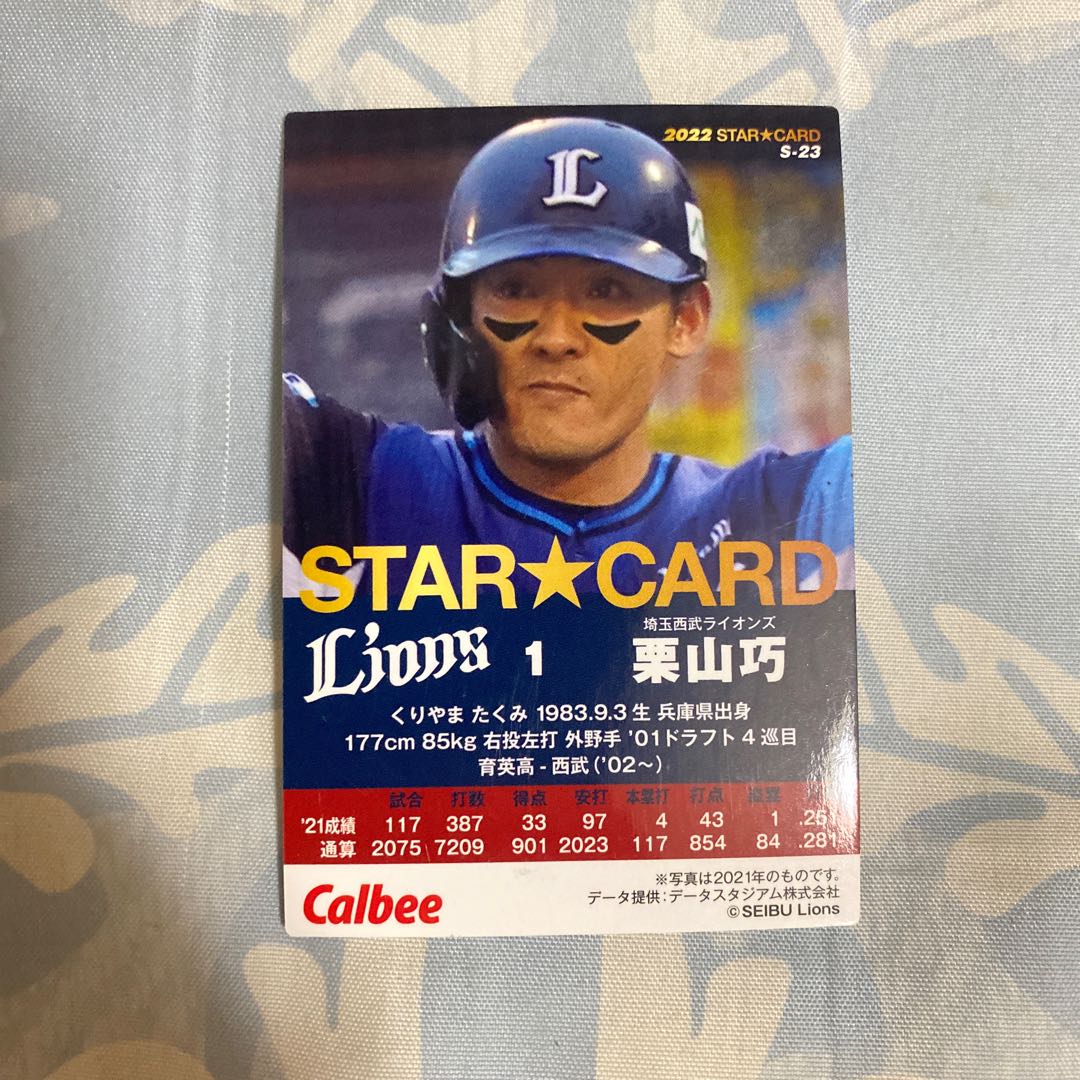 2022 STAR★CARD
S-23
L
STAR★CARD
埼玉西武ライオンズ
Lions 1 栗山巧
くりやま たくみ 1983.9.3生 兵庫県出身
177cm 85kg 右投左打 外野手 '01ドラフト4巡目
育英高-西武('02～)
試合 打数 得点 安打 本塁打 打点 盗塁
'21成績 117 387 33 97 4 43 1 .251
通算 2075 7209 901 2023 117 854 84 .281
※写真は2021年のものです。
Calbee データ提供:データスタジアム株式会社
©SEIBU Lions